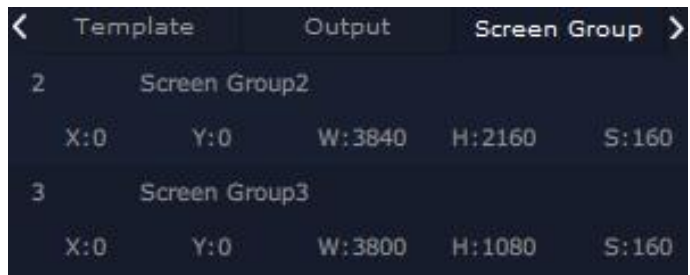 Template Output Screen Group
2 Screen Group2
X:0 Y:0 W:3840 H:2160 S:160
3 Screen Group3
X:0 Y:0 W:3800 H:1080 S:160